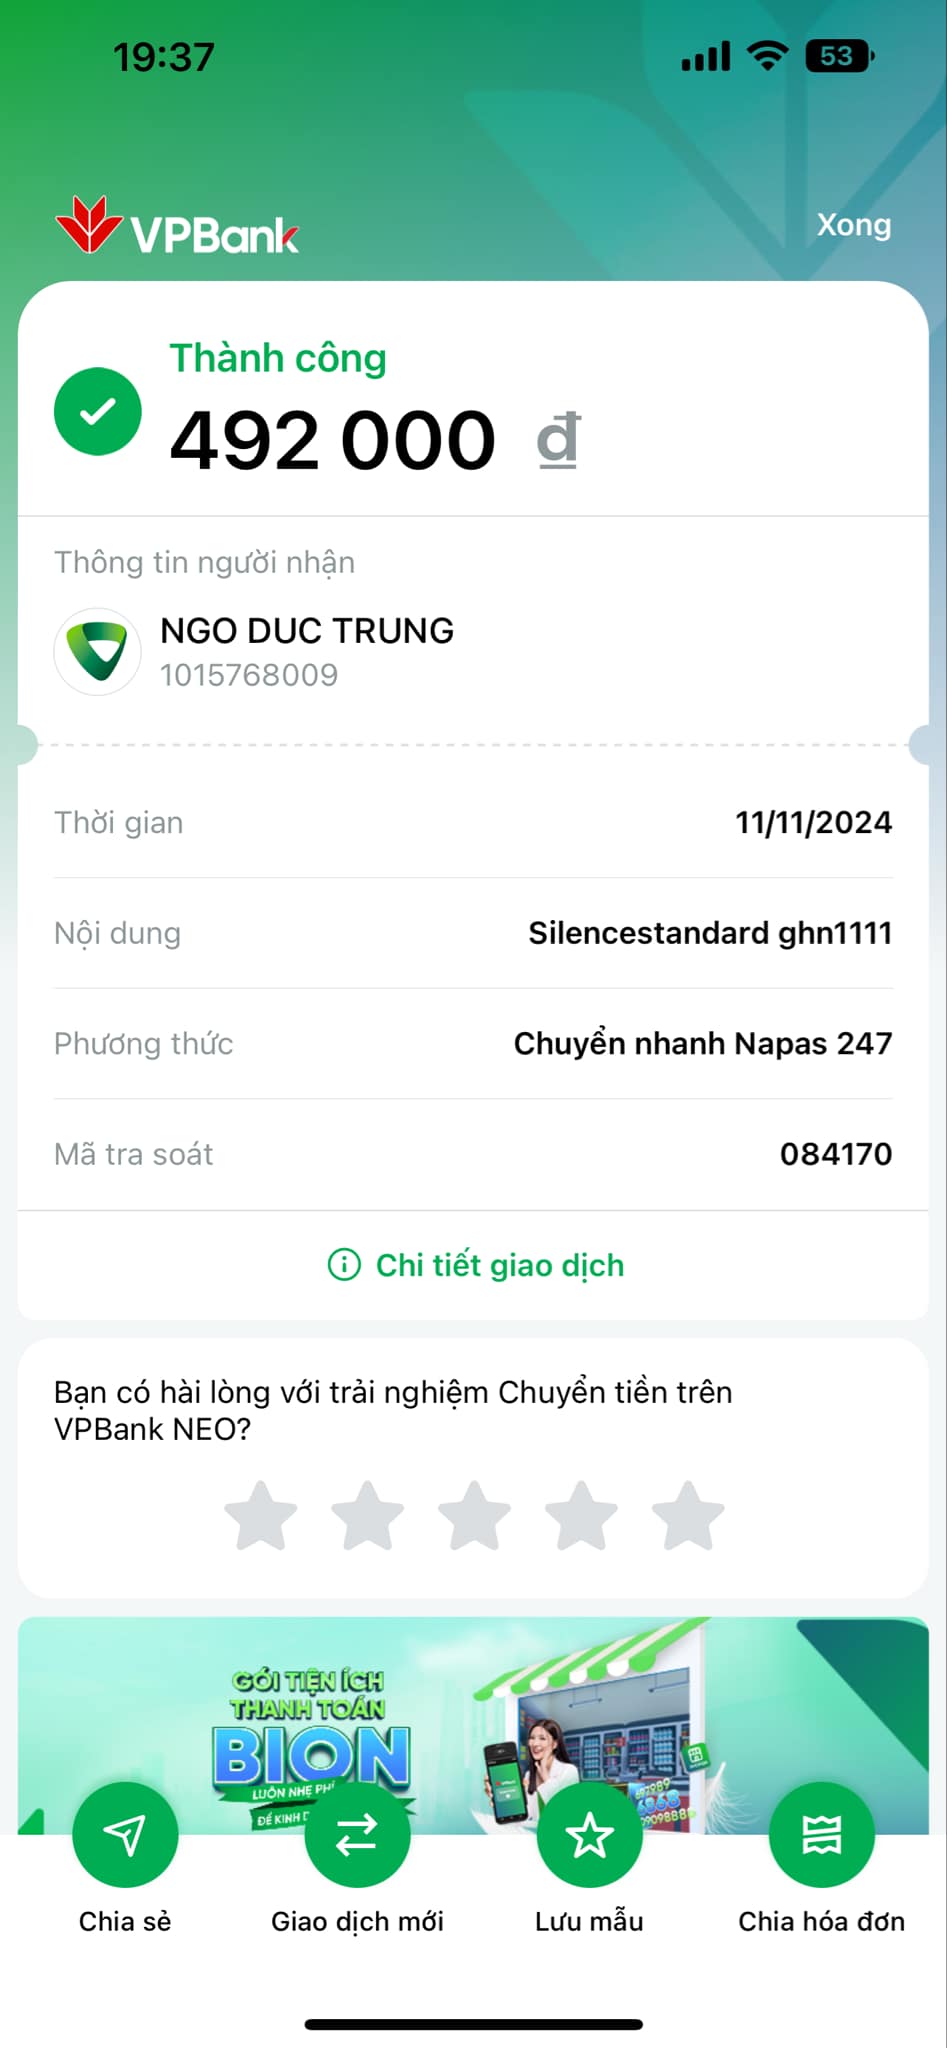 19:37
53
VPBank
Xong
Thành công
492 000 đ
Thông tin người nhận
NGO DUC TRUNG
1015768009
Thời gian
11/11/2024
Nội dung
Silencestandard ghn1111
Phương thức
Chuyển nhanh Napas 247
Mã tra soát
084170
Chi tiết giao dịch
Bạn có hài lòng với trải nghiệm Chuyển tiền trên
VPBank NEO?
GÓI TIỆN ÍCH
THANH TOÁN
BION
LUÔN NHẸ PHÍ
ĐỂ KINH
Chia sẻ
Giao dịch mới
Lưu mẫu
Chia hóa đơn